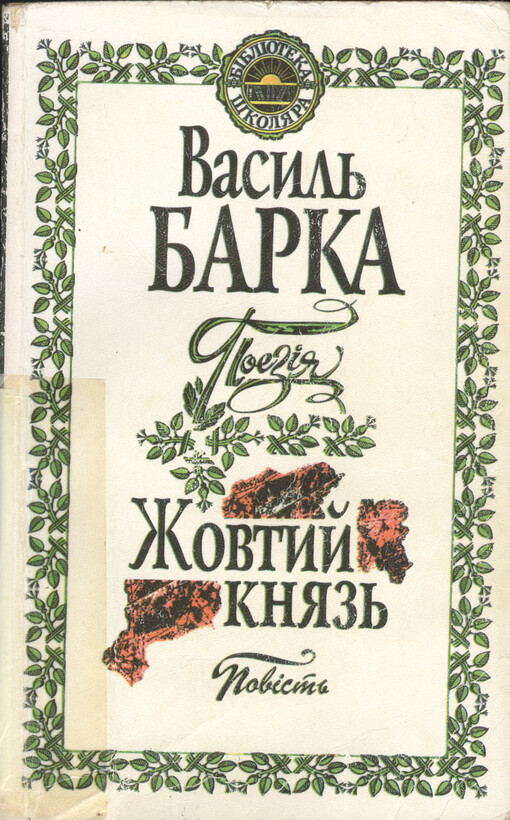 БІБЛІОТЕКА
ШКОЛЯРА
Василь
БАРКА
Поезія
Жовтий
князь
Повість